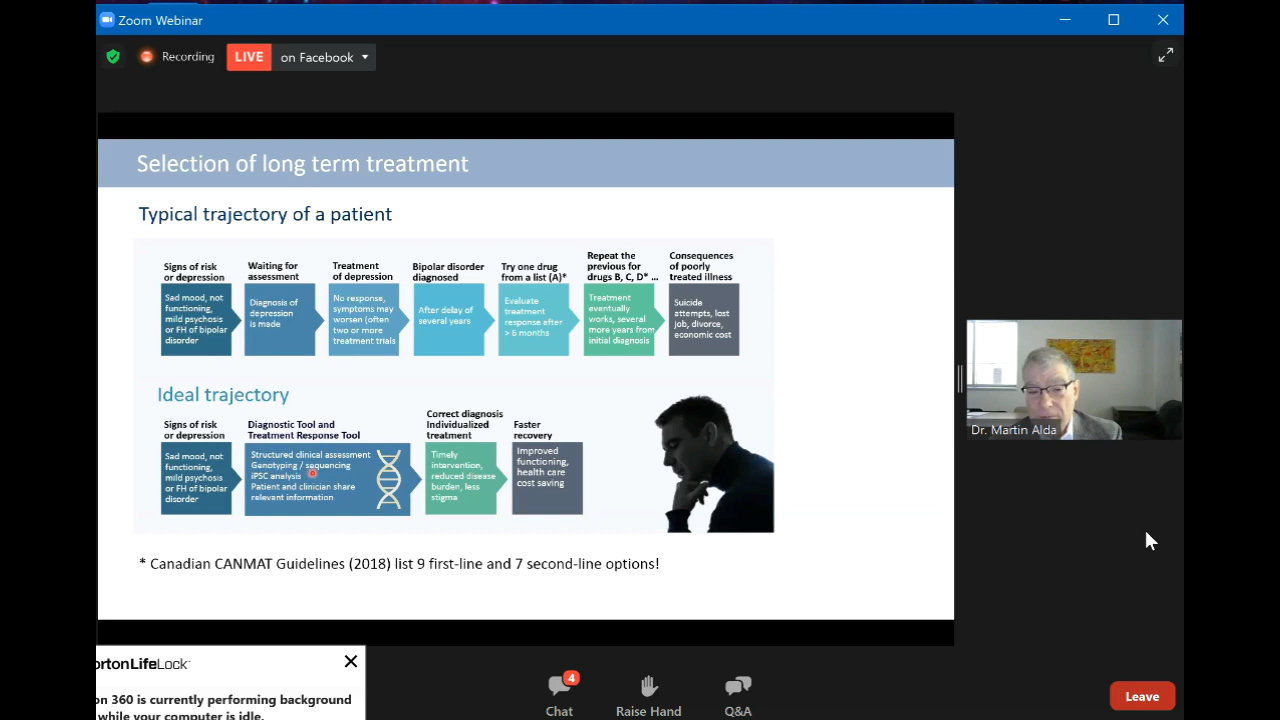 Zoom Webinar
Recording
LIVE
on Facebook
Selection of long term treatment
Typical trajectory of a patient
Signs of risk
or depression
Sad mood, not
functioning,
mild psychosis
or FH of bipolar
disorder
Waiting for
assessment
Diagnosis of
depression
is made
Treatment
of depression
No response,
symptoms may
worsen (often
two or more
treatment trials
Bipolar disorder
diagnosed
After delay of
several years
Try one drug
from a list (A)*
Evaluate
treatment
response after
> 6 months
Repeat the
previous for
drugs B, C, D* ...
Treatment
eventually
works, several
more years from
initial diagnosis
Consequences
of poorly
treated illness
Suicide
attempts, lost
job, divorce,
economic cost
Ideal trajectory
Signs of risk
or depression
Sad mood, not
functioning,
mild psychosis
or FH of bipolar
disorder
Diagnostic Tool and
Treatment Response Tool
Structured clinical assessment
Genotyping / sequencing
iPSC analysis
Patient and clinician share
relevant information
Correct diagnosis
Individualized
treatment
Timely
intervention,
reduced disease
burden, less
stigma
Faster
recovery
Improved
functioning,
health care
cost saving
* Canadian CANMAT Guidelines (2018) list 9 first-line and 7 second-line options!
Dr. Martin Alda
ortonLifeLock
on 360 is currently performing background
while your computer is idle.
4
Chat
Raise Hand
Q&A
Leave